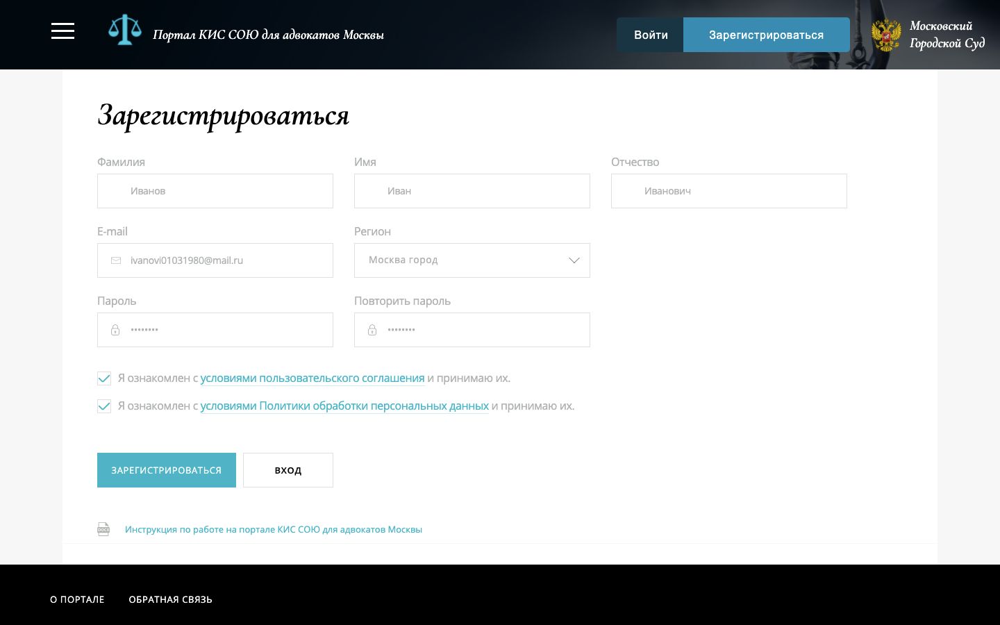 Портал КИС СОЮ для адвокатов Москвы
Войти
Зарегистрироваться
Московский
Городской Суд
Зарегистрироваться
Фамилия
Имя
Отчество
Иванов
Иван
Иванович
E-mail
Регион
ivanovi01031980@mail.ru
Москва город
Пароль
Повторить пароль
••••••••
••••••••
Я ознакомлен с условиями пользовательского соглашения и принимаю их.
Я ознакомлен с условиями Политики обработки персональных данных и принимаю их.
ЗАРЕГИСТРИРОВАТЬСЯ
ВХОД
DOCX
Инструкция по работе на портале КИС СОЮ для адвокатов Москвы
О ПОРТАЛЕ
ОБРАТНАЯ СВЯЗЬ